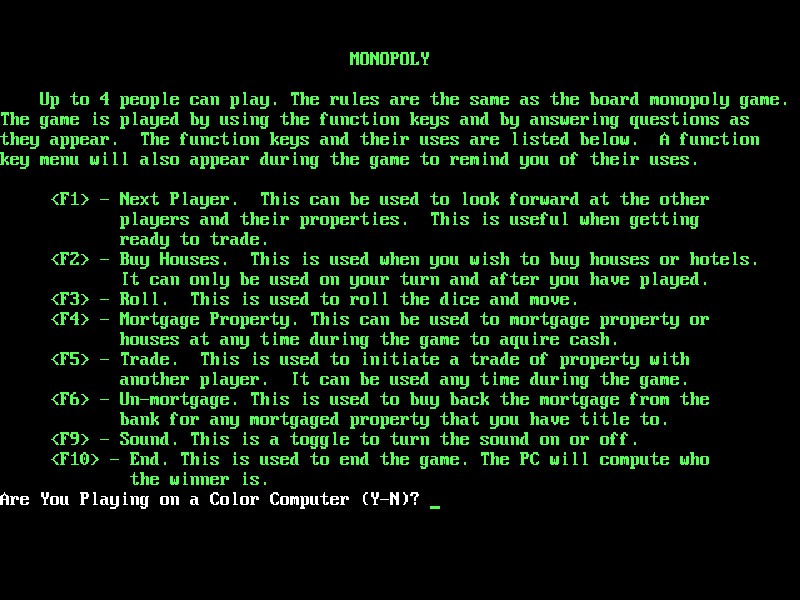 MONOPOLY
Up to 4 people can play. The rules are the same as the board monopoly game.
The game is played by using the function keys and by answering questions as
they appear.  The function keys and their uses are listed below.  A function
key menu will also appear during the game to remind you of their uses.
<F1> - Next Player.  This can be used to look forward at the other
players and their properties.  This is useful when getting
ready to trade.
<F2> - Buy Houses.  This is used when you wish to buy houses or hotels.
It can only be used on your turn and after you have played.
<F3> - Roll.  This is used to roll the dice and move.
<F4> - Mortgage Property. This can be used to mortgage property or
houses at any time during the game to aquire cash.
<F5> - Trade.  This is used to initiate a trade of property with
another player.  It can be used any time during the game.
<F6> - Un-mortgage. This is used to buy back the mortgage from the
bank for any mortgaged property that you have title to.
<F9> - Sound. This is a toggle to turn the sound on or off.
<F10> - End. This is used to end the game. The PC will compute who
the winner is.
Are You Playing on a Color Computer (Y-N)? _